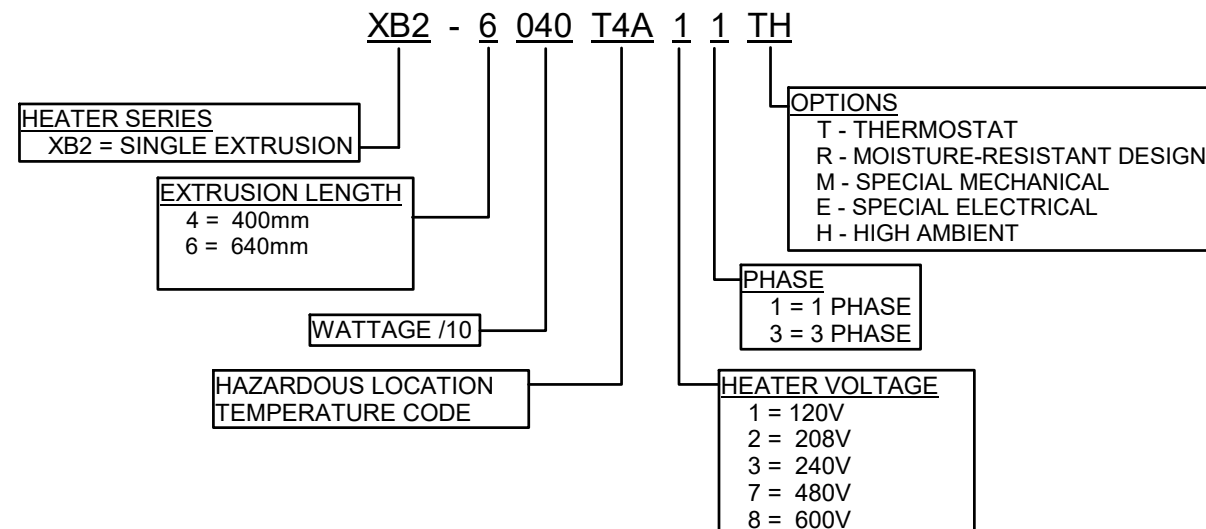 XB2 - 6 040 T4A 1 1 TH
HEATER SERIES
XB2 = SINGLE EXTRUSION
EXTRUSION LENGTH
4 = 400mm
6 = 640mm
WATTAGE /10
HAZARDOUS LOCATION
TEMPERATURE CODE
OPTIONS
T - THERMOSTAT
R - MOISTURE-RESISTANT DESIGN
M - SPECIAL MECHANICAL
E - SPECIAL ELECTRICAL
H - HIGH AMBIENT
PHASE
1 = 1 PHASE
3 = 3 PHASE
HEATER VOLTAGE
1 = 120V
2 = 208V
3 = 240V
7 = 480V
8 = 600V